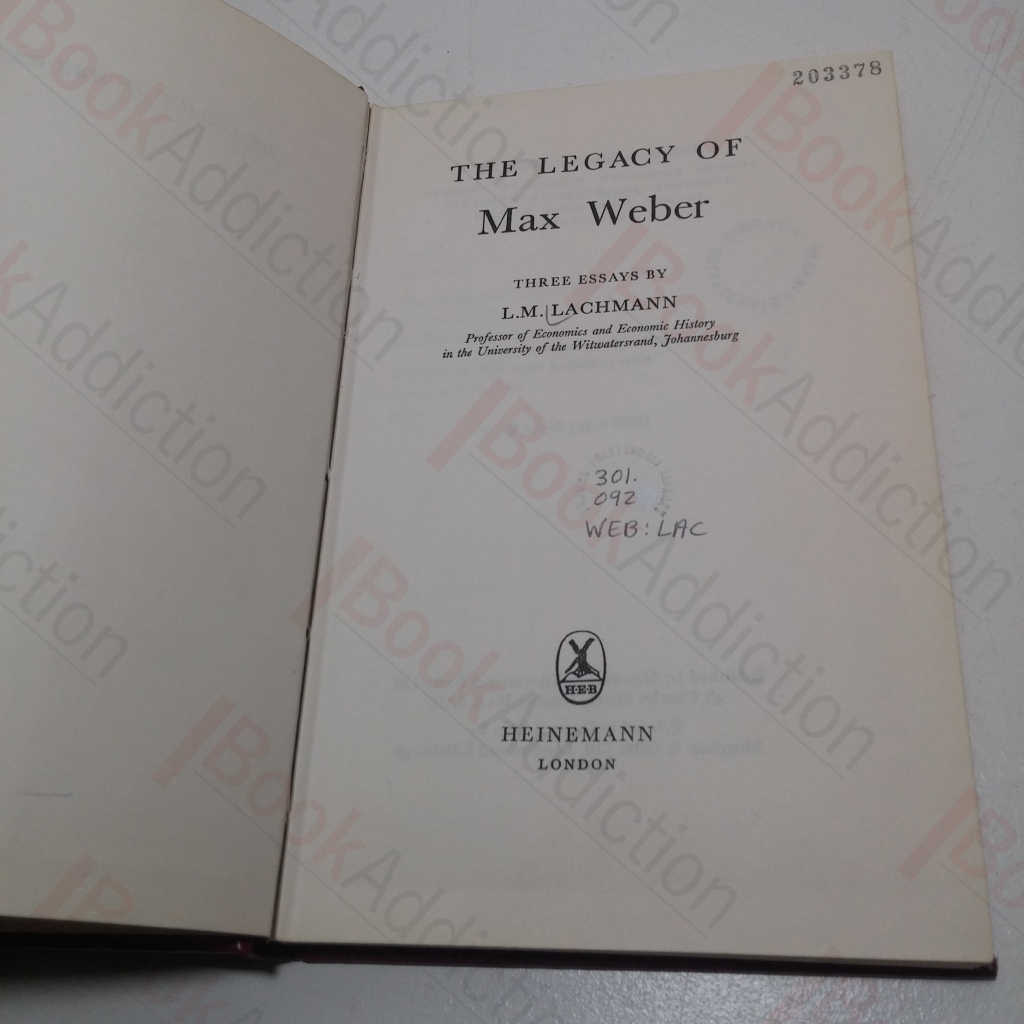 203378
THE LEGACY OF
Max Weber
THREE ESSAYS BY
L.M. LACHMANN
Professor of Economics and Economic History
in the University of the Witwatersrand, Johannesburg
301.
092
WEB: LAC
H·E·B
HEINEMANN
LONDON
BookAddiction